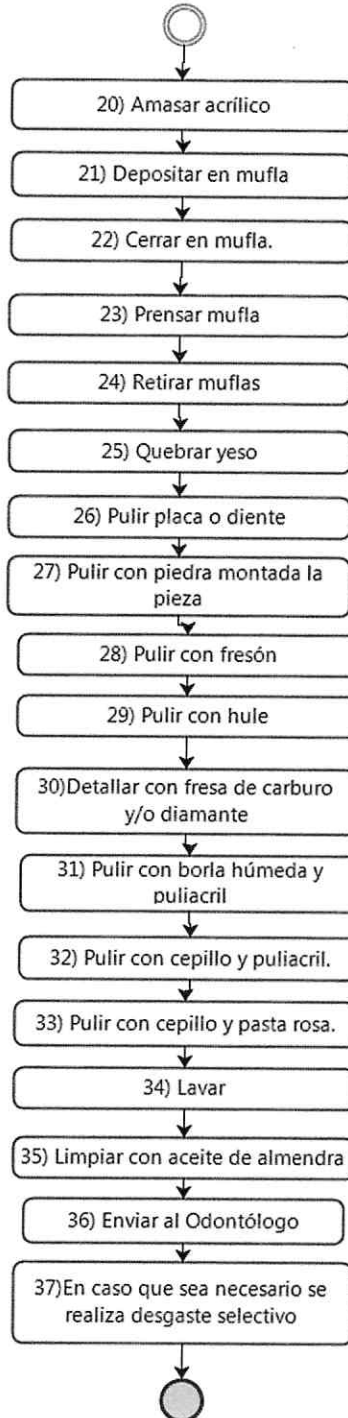 20) Amasar acrílico
21) Depositar en mufla
22) Cerrar en mufla.
23) Prensar mufla
24) Retirar muflas
25) Quebrar yeso
26) Pulir placa o diente
27) Pulir con piedra montada la
pieza
28) Pulir con fresón
29) Pulir con hule
30)Detallar con fresa de carburo
y/o diamante
31) Pulir con borla húmeda y
puliacril
32) Pulir con cepillo y puliacril.
33) Pulir con cepillo y pasta rosa.
34) Lavar
35) Limpiar con aceite de almendra
36) Enviar al Odontólogo
37)En caso que sea necesario se
realiza desgaste selectivo